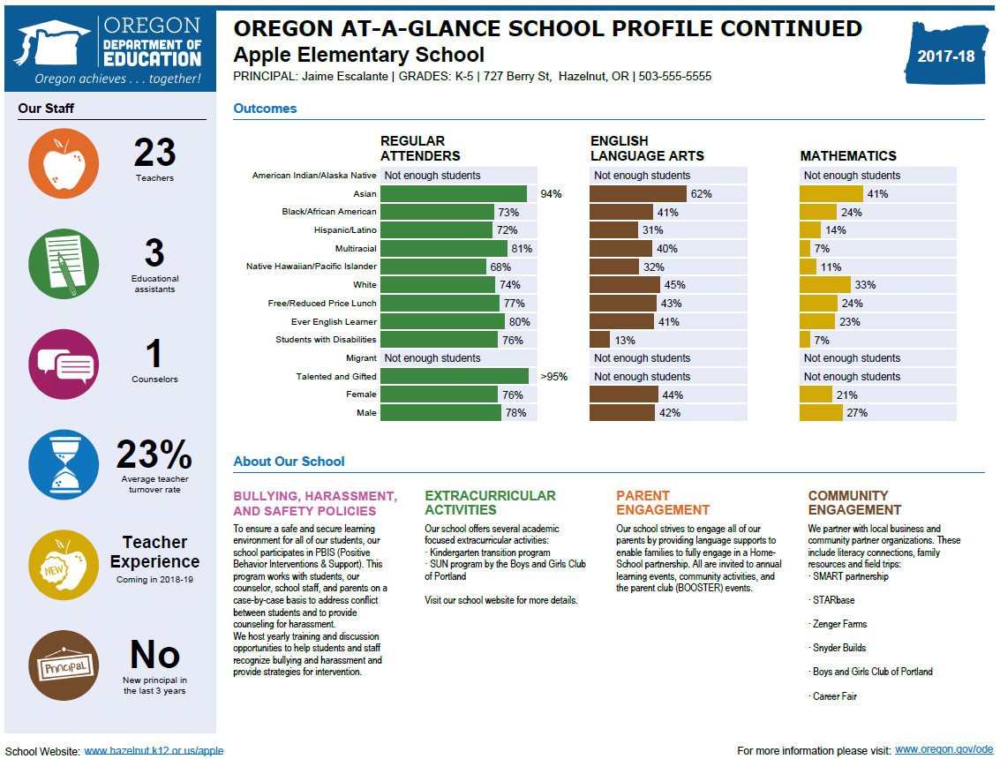 OREGON
DEPARTMENT OF
EDUCATION
Oregon achieves . . . together!
OREGON AT-A-GLANCE SCHOOL PROFILE CONTINUED
Apple Elementary School
PRINCIPAL: Jaime Escalante | GRADES: K-5 | 727 Berry St, Hazelnut, OR | 503-555-5555
2017-18
Our Staff
23
Teachers
3
Educational
assistants
1
Counselors
23%
Average teacher
turnover rate
NEW
Teacher
Experience
Coming in 2018-19
Principal
No
New principal in
the last 3 years
Outcomes
REGULAR
ATTENDERS
ENGLISH
LANGUAGE ARTS
MATHEMATICS
American Indian/Alaska Native Not enough students Not enough students Not enough students
Asian 94% 62% 41%
Black/African American 73% 41% 24%
Hispanic/Latino 72% 31% 14%
Multiracial 81% 40% 7%
Native Hawaiian/Pacific Islander 68% 32% 11%
White 74% 45% 33%
Free/Reduced Price Lunch 77% 43% 24%
Ever English Learner 80% 41% 23%
Students with Disabilities 76% 13% 7%
Migrant Not enough students Not enough students Not enough students
Talented and Gifted >95% Not enough students Not enough students
Female 76% 44% 21%
Male 78% 42% 27%
About Our School
BULLYING, HARASSMENT,
AND SAFETY POLICIES
To ensure a safe and secure learning
environment for all of our students, our
school participates in PBIS (Positive
Behavior Interventions & Support). This
program works with students, our
counselor, school staff, and parents on a
case-by-case basis to address conflict
between students and to provide
counseling for harassment.
We host yearly training and discussion
opportunities to help students and staff
recognize bullying and harassment and
provide strategies for intervention.
EXTRACURRICULAR
ACTIVITIES
Our school offers several academic
focused extracurricular activities:
· Kindergarten transition program
· SUN program by the Boys and Girls Club
of Portland
Visit our school website for more details.
PARENT
ENGAGEMENT
Our school strives to engage all of our
parents by providing language supports to
enable families to fully engage in a Home-
School partnership. All are invited to annual
learning events, community activities, and
the parent club (BOOSTER) events.
COMMUNITY
ENGAGEMENT
We partner with local business and
community partner organizations. These
include literacy connections, family
resources and field trips:
· SMART partnership
· STARbase
· Zenger Farms
· Snyder Builds
· Boys and Girls Club of Portland
· Career Fair
School Website: www.hazelnut.k12.or.us/apple
For more information please visit: www.oregon.gov/ode